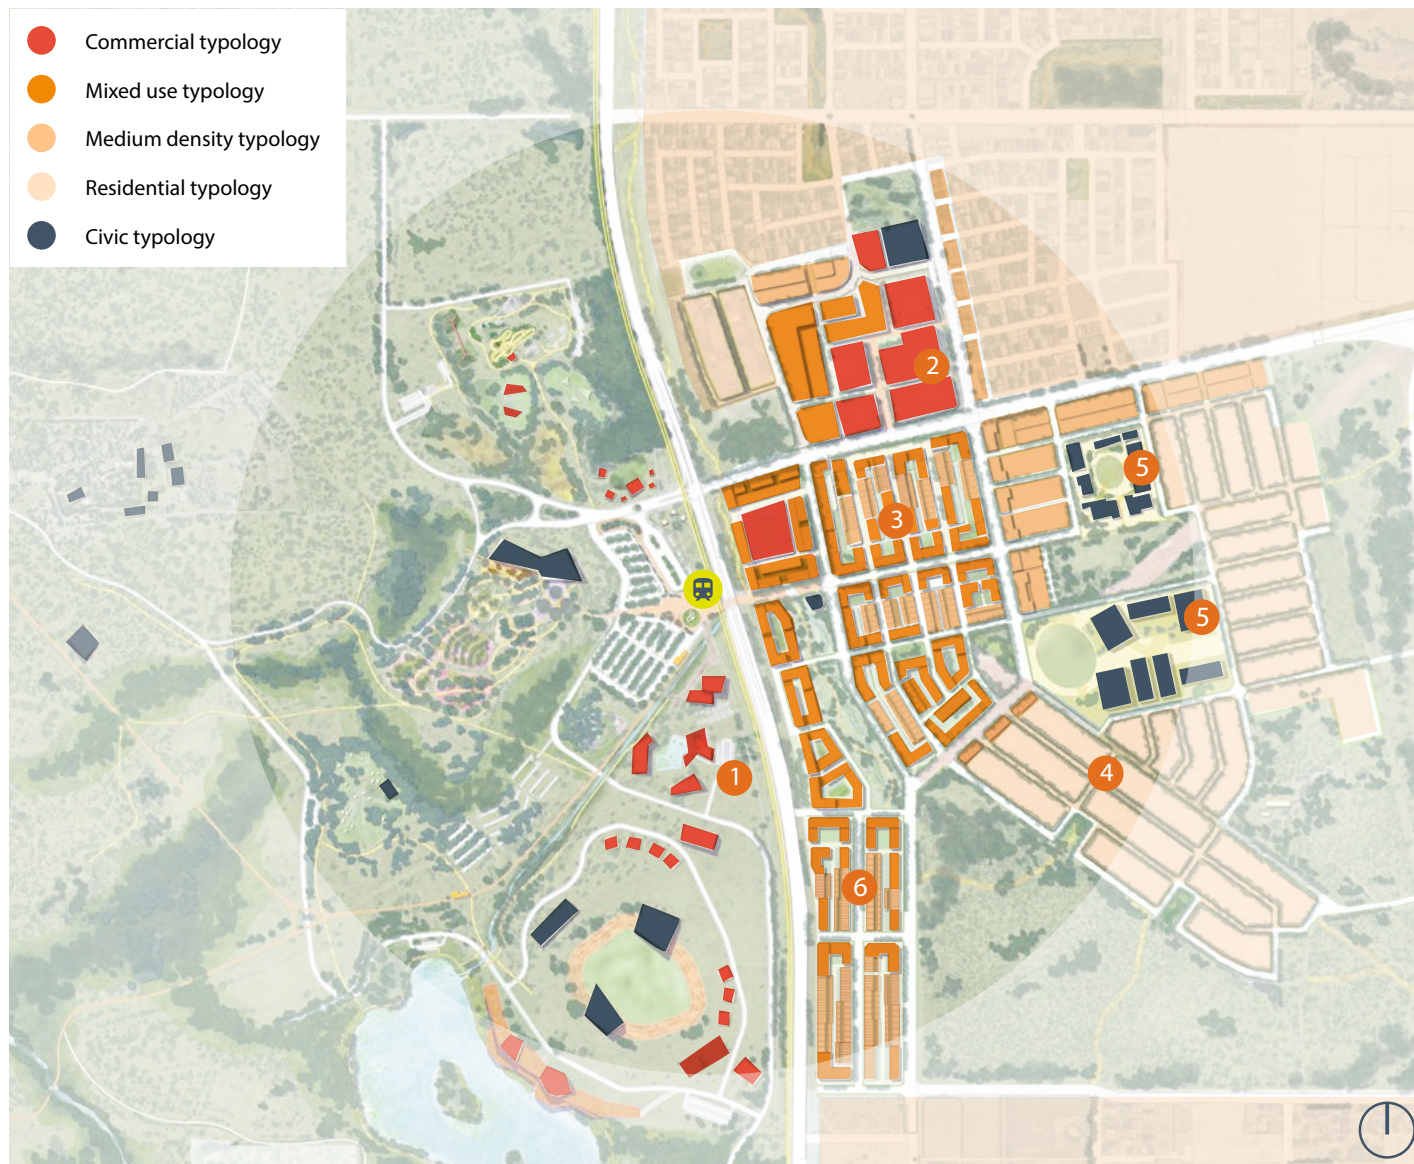 Commercial typology
Mixed use typology
Medium density typology
Residential typology
Civic typology
2
5
3
5
1
4
6